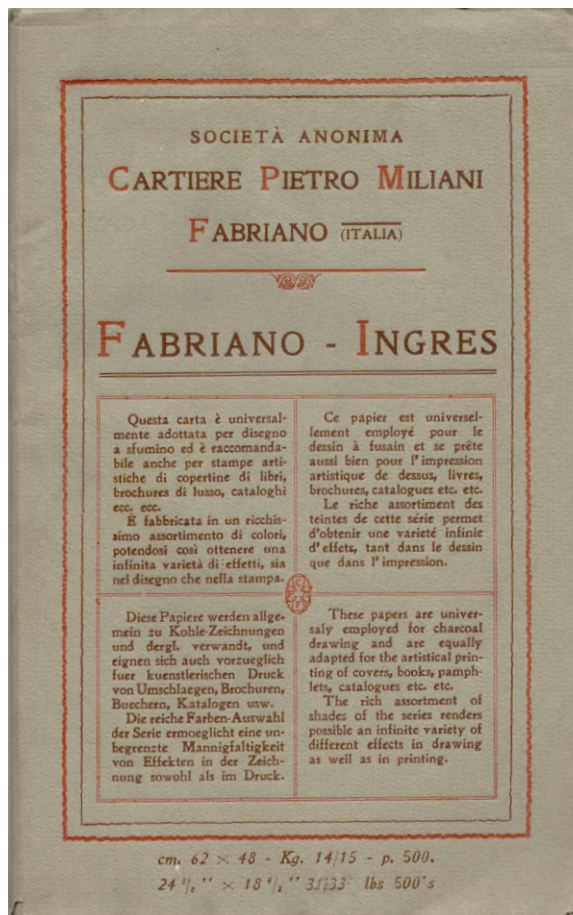 SOCIETÀ ANONIMA
CARTIERE PIETRO MILIANI
FABRIANO (ITALIA)
FABRIANO - INGRES
Questa carta è universal-
mente adottata per disegno
a sfumino ed è raccomanda-
bile anche per stampe arti-
stiche di copertine di libri,
brochures di lusso, cataloghi
ecc. ecc.
È fabbricata in un ricchis-
simo assortimento di colori,
potendosi così ottenere una
infinita varietà di effetti, sia
nel disegno che nella stampa.
Ce papier est universel-
lement employé pour le
dessin à fusain et se prête
aussi bien pour l'impression
artistique de dessus, livres,
brochures, catalogues etc. etc.
Le riche assortiment des
teintes de cette série permet
d'obtenir une varieté infinie
d'effets, tant dans le dessin
que dans l'impression.
Diese Papiere werden allge-
mein zu Kohle-Zeichnungen
und dergl. verwandt, und
eignen sich auch vorzueglich
fuer kuenstlerischen Druck
von Umschlaegen, Brochuren,
Buechern, Katalogen usw.
Die reiche Farben-Auswahl
der Serie ermoeglicht eine un-
begrenzte Mannigfaltigkeit
von Effekten in der Zeich-
nung sowohl als im Druck.
These papers are univer-
saly employed for charcoal
drawing and are equally
adapted for the artistical prin-
ting of covers, books, pamph-
lets, catalogues etc. etc.
The rich assortment of
shades of the series renders
possible an infinite variety of
different effects in drawing
as well as in printing.
cm. 62 × 48 - Kg. 14/15 - p. 500.
24 1/2 " × 18 1/2 " lbs 500's